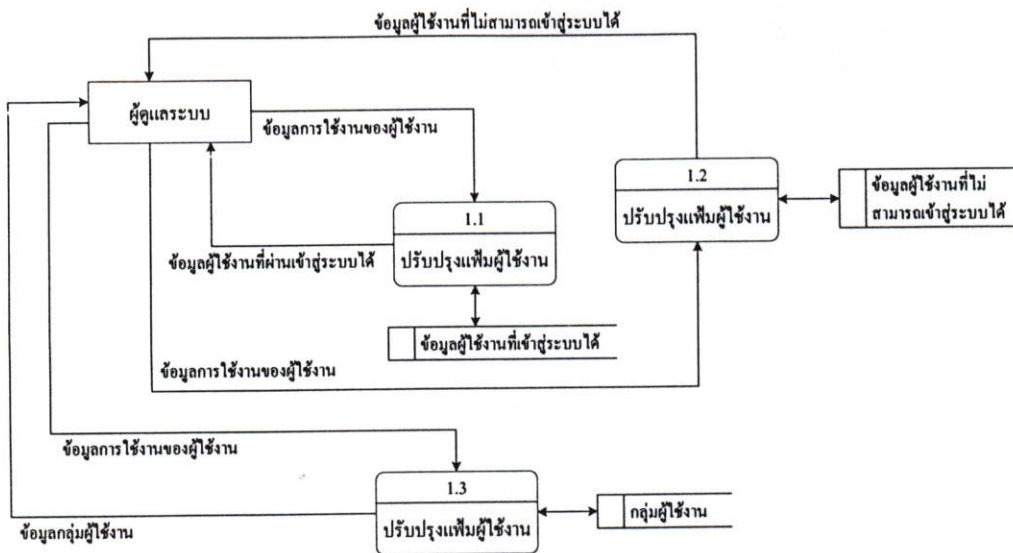 ข้อมูลผู้ใช้งานที่ไม่สามารถเข้าสู่ระบบได้
ผู้ดูแลระบบ
ข้อมูลการใช้งานของผู้ใช้งาน
1.2
ปรับปรุงแฟ้มผู้ใช้งาน
ข้อมูลผู้ใช้งานที่ไม่
สามารถเข้าสู่ระบบได้
1.1
ปรับปรุงแฟ้มผู้ใช้งาน
ข้อมูลผู้ใช้งานที่ผ่านเข้าสู่ระบบได้
ข้อมูลผู้ใช้งานที่เข้าสู่ระบบได้
ข้อมูลการใช้งานของผู้ใช้งาน
ข้อมูลการใช้งานของผู้ใช้งาน
1.3
ปรับปรุงแฟ้มผู้ใช้งาน
กลุ่มผู้ใช้งาน
ข้อมูลกลุ่มผู้ใช้งาน